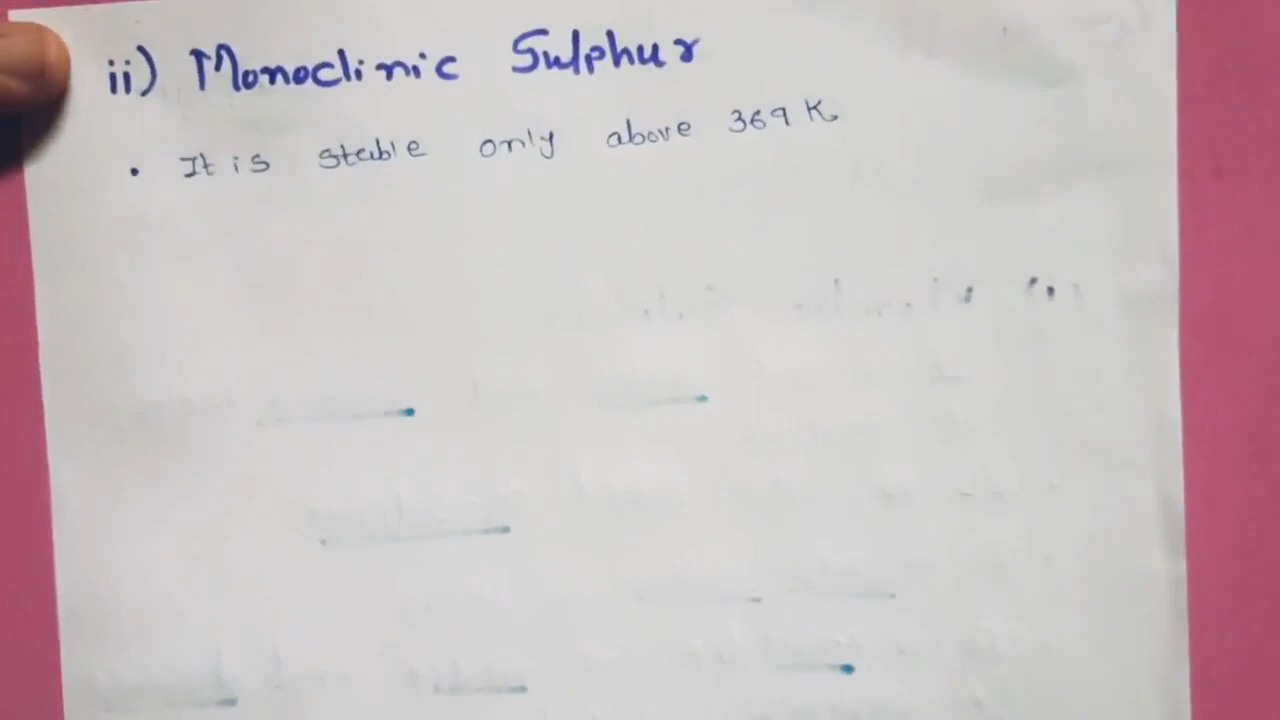 ii) Monoclinic Sulphur
• It is stable only above 369 K